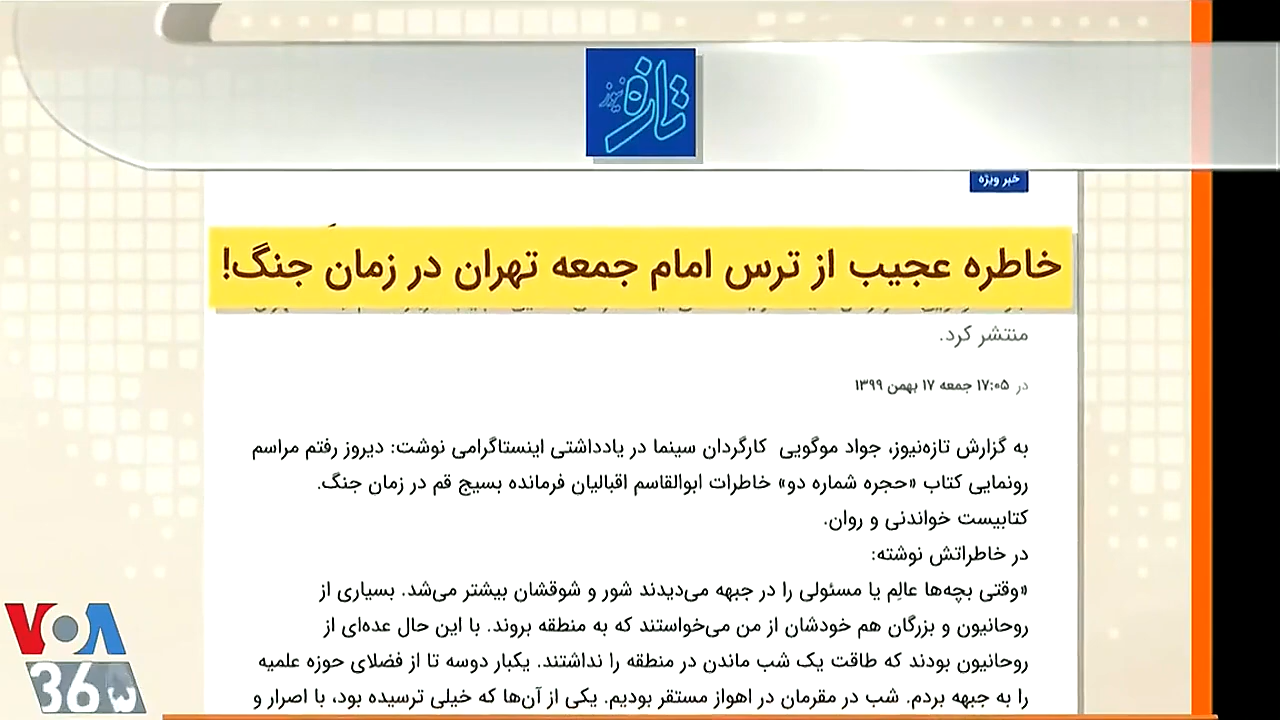 تازه
نیوز
خبر ویژه
خاطره عجیب از ترس امام جمعه تهران در زمان جنگ!
منتشر کرد.
در ۱۷:۰۵ جمعه ۱۷ بهمن ۱۳۹۹
به گزارش تازه‌نیوز، جواد موگویی کارگردان سینما در یادداشتی اینستاگرامی نوشت: دیروز رفتم مراسم
رونمایی کتاب «حجره شماره دو» خاطرات ابوالقاسم اقبالیان فرمانده بسیج قم در زمان جنگ.
کتابیست خواندنی و روان.
در خاطراتش نوشته:
«وقتی بچه‌ها عالِم یا مسئولی را در جبهه می‌دیدند شور و شوقشان بیشتر می‌شد. بسیاری از
روحانیون و بزرگان هم خودشان از من می‌خواستند که به منطقه بروند. با این حال عده‌ای از
روحانیون بودند که طاقت یک شب ماندن در منطقه را نداشتند. یکبار دوسه تا از فضلای حوزه علمیه
را به جبهه بردم. شب در مقرمان در اهواز مستقر بودیم. یکی از آن‌ها که خیلی ترسیده بود، با اصرار و
VOA
36